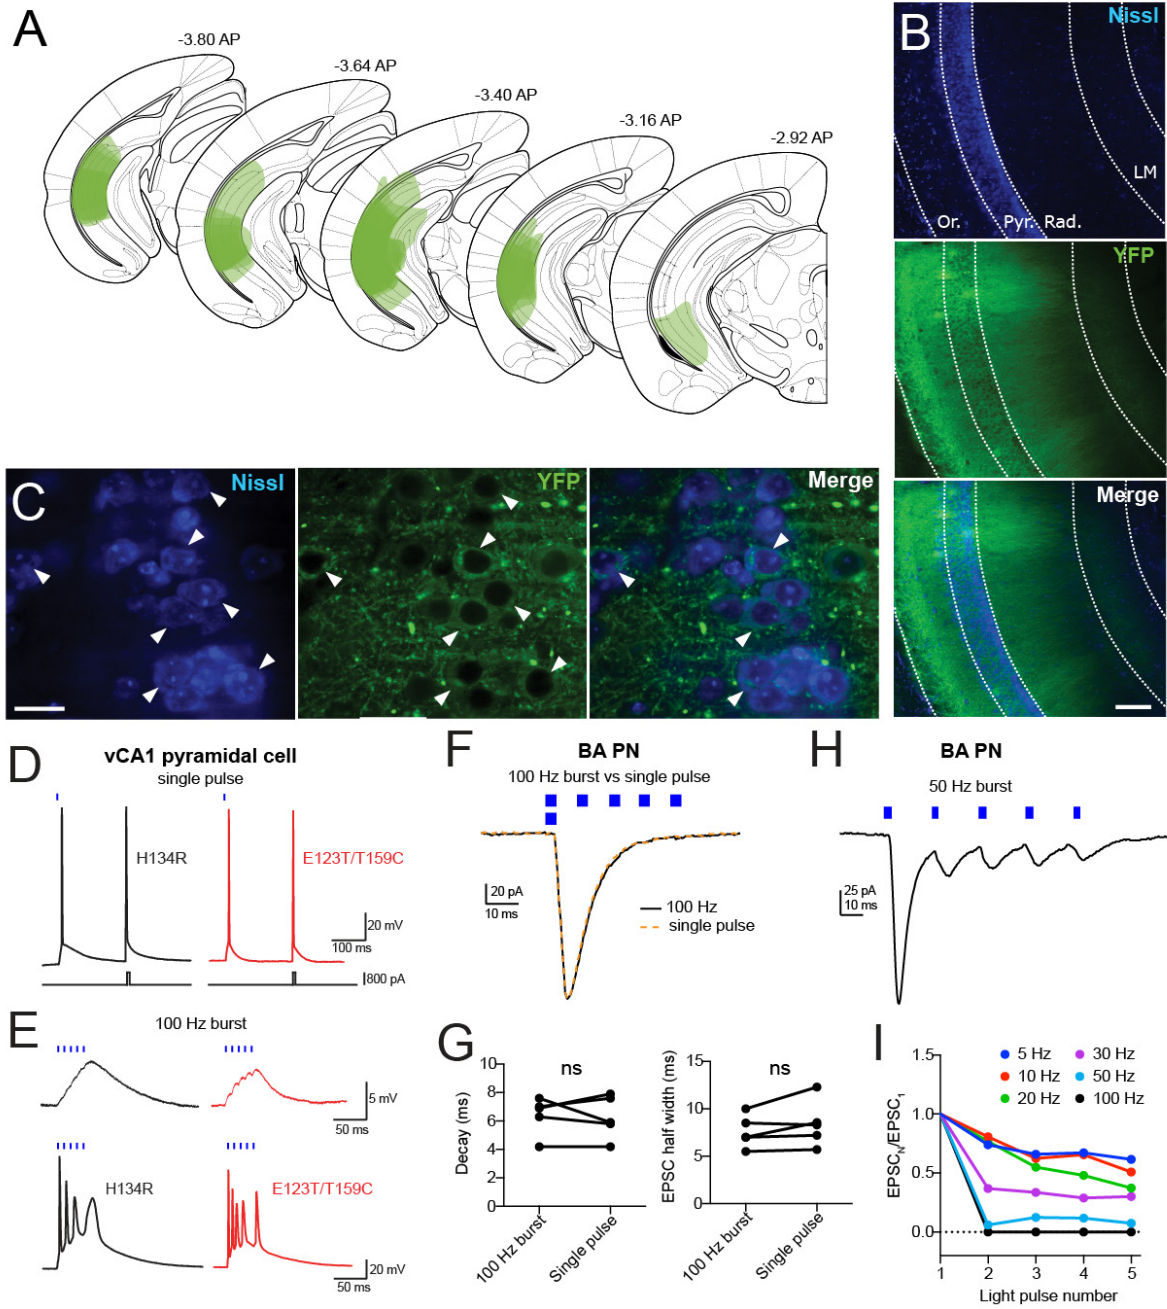 A
-3.80 AP
-3.64 AP
-3.40 AP
-3.16 AP
-2.92 AP
B
Nissl
Or.
Pyr.
Rad.
LM
YFP
Merge
C
Nissl
YFP
Merge
D
vCA1 pyramidal cell
single pulse
H134R
E123T/T159C
20 mV
100 ms
800 pA
E
100 Hz burst
5 mV
50 ms
H134R
E123T/T159C
20 mV
50 ms
F
BA PN
100 Hz burst vs single pulse
20 pA
10 ms
100 Hz
single pulse
G
Decay (ms)
10
8
6
4
2
0
ns
100 Hz burst
Single pulse
EPSC half width (ms)
15
10
5
0
ns
100 Hz burst
Single pulse
H
BA PN
50 Hz burst
25 pA
10 ms
I
EPSC_N/EPSC_1
1.5
1.0
0.5
0.0
5 Hz
10 Hz
20 Hz
30 Hz
50 Hz
100 Hz
1 2 3 4 5
Light pulse number